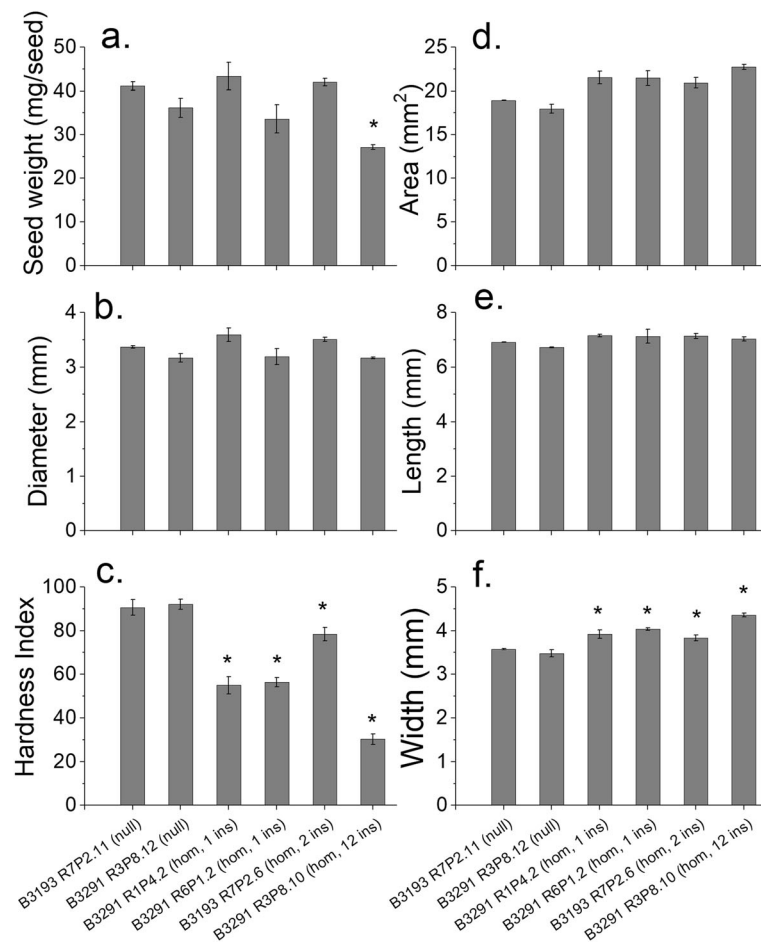 a.
Seed weight (mg/seed)
50
40
30
20
10
0
*
d.
Area (mm²)
25
20
15
10
5
0
b.
Diameter (mm)
4
3
2
1
0
e.
Length (mm)
8
6
4
2
0
c.
Hardness Index
100
80
60
40
20
0
*
*
*
*
f.
Width (mm)
5
4
3
2
1
0
*
*
*
*
B3193 R7P2.11 (null)
B3291 R3P8.12 (null)
B3291 R1P4.2 (hom, 1 ins)
B3291 R6P1.2 (hom, 1 ins)
B3193 R7P2.6 (hom, 2 ins)
B3291 R3P8.10 (hom, 12 ins)
B3193 R7P2.11 (null)
B3291 R3P8.12 (null)
B3291 R1P4.2 (hom, 1 ins)
B3291 R6P1.2 (hom, 1 ins)
B3193 R7P2.6 (hom, 2 ins)
B3291 R3P8.10 (hom, 12 ins)